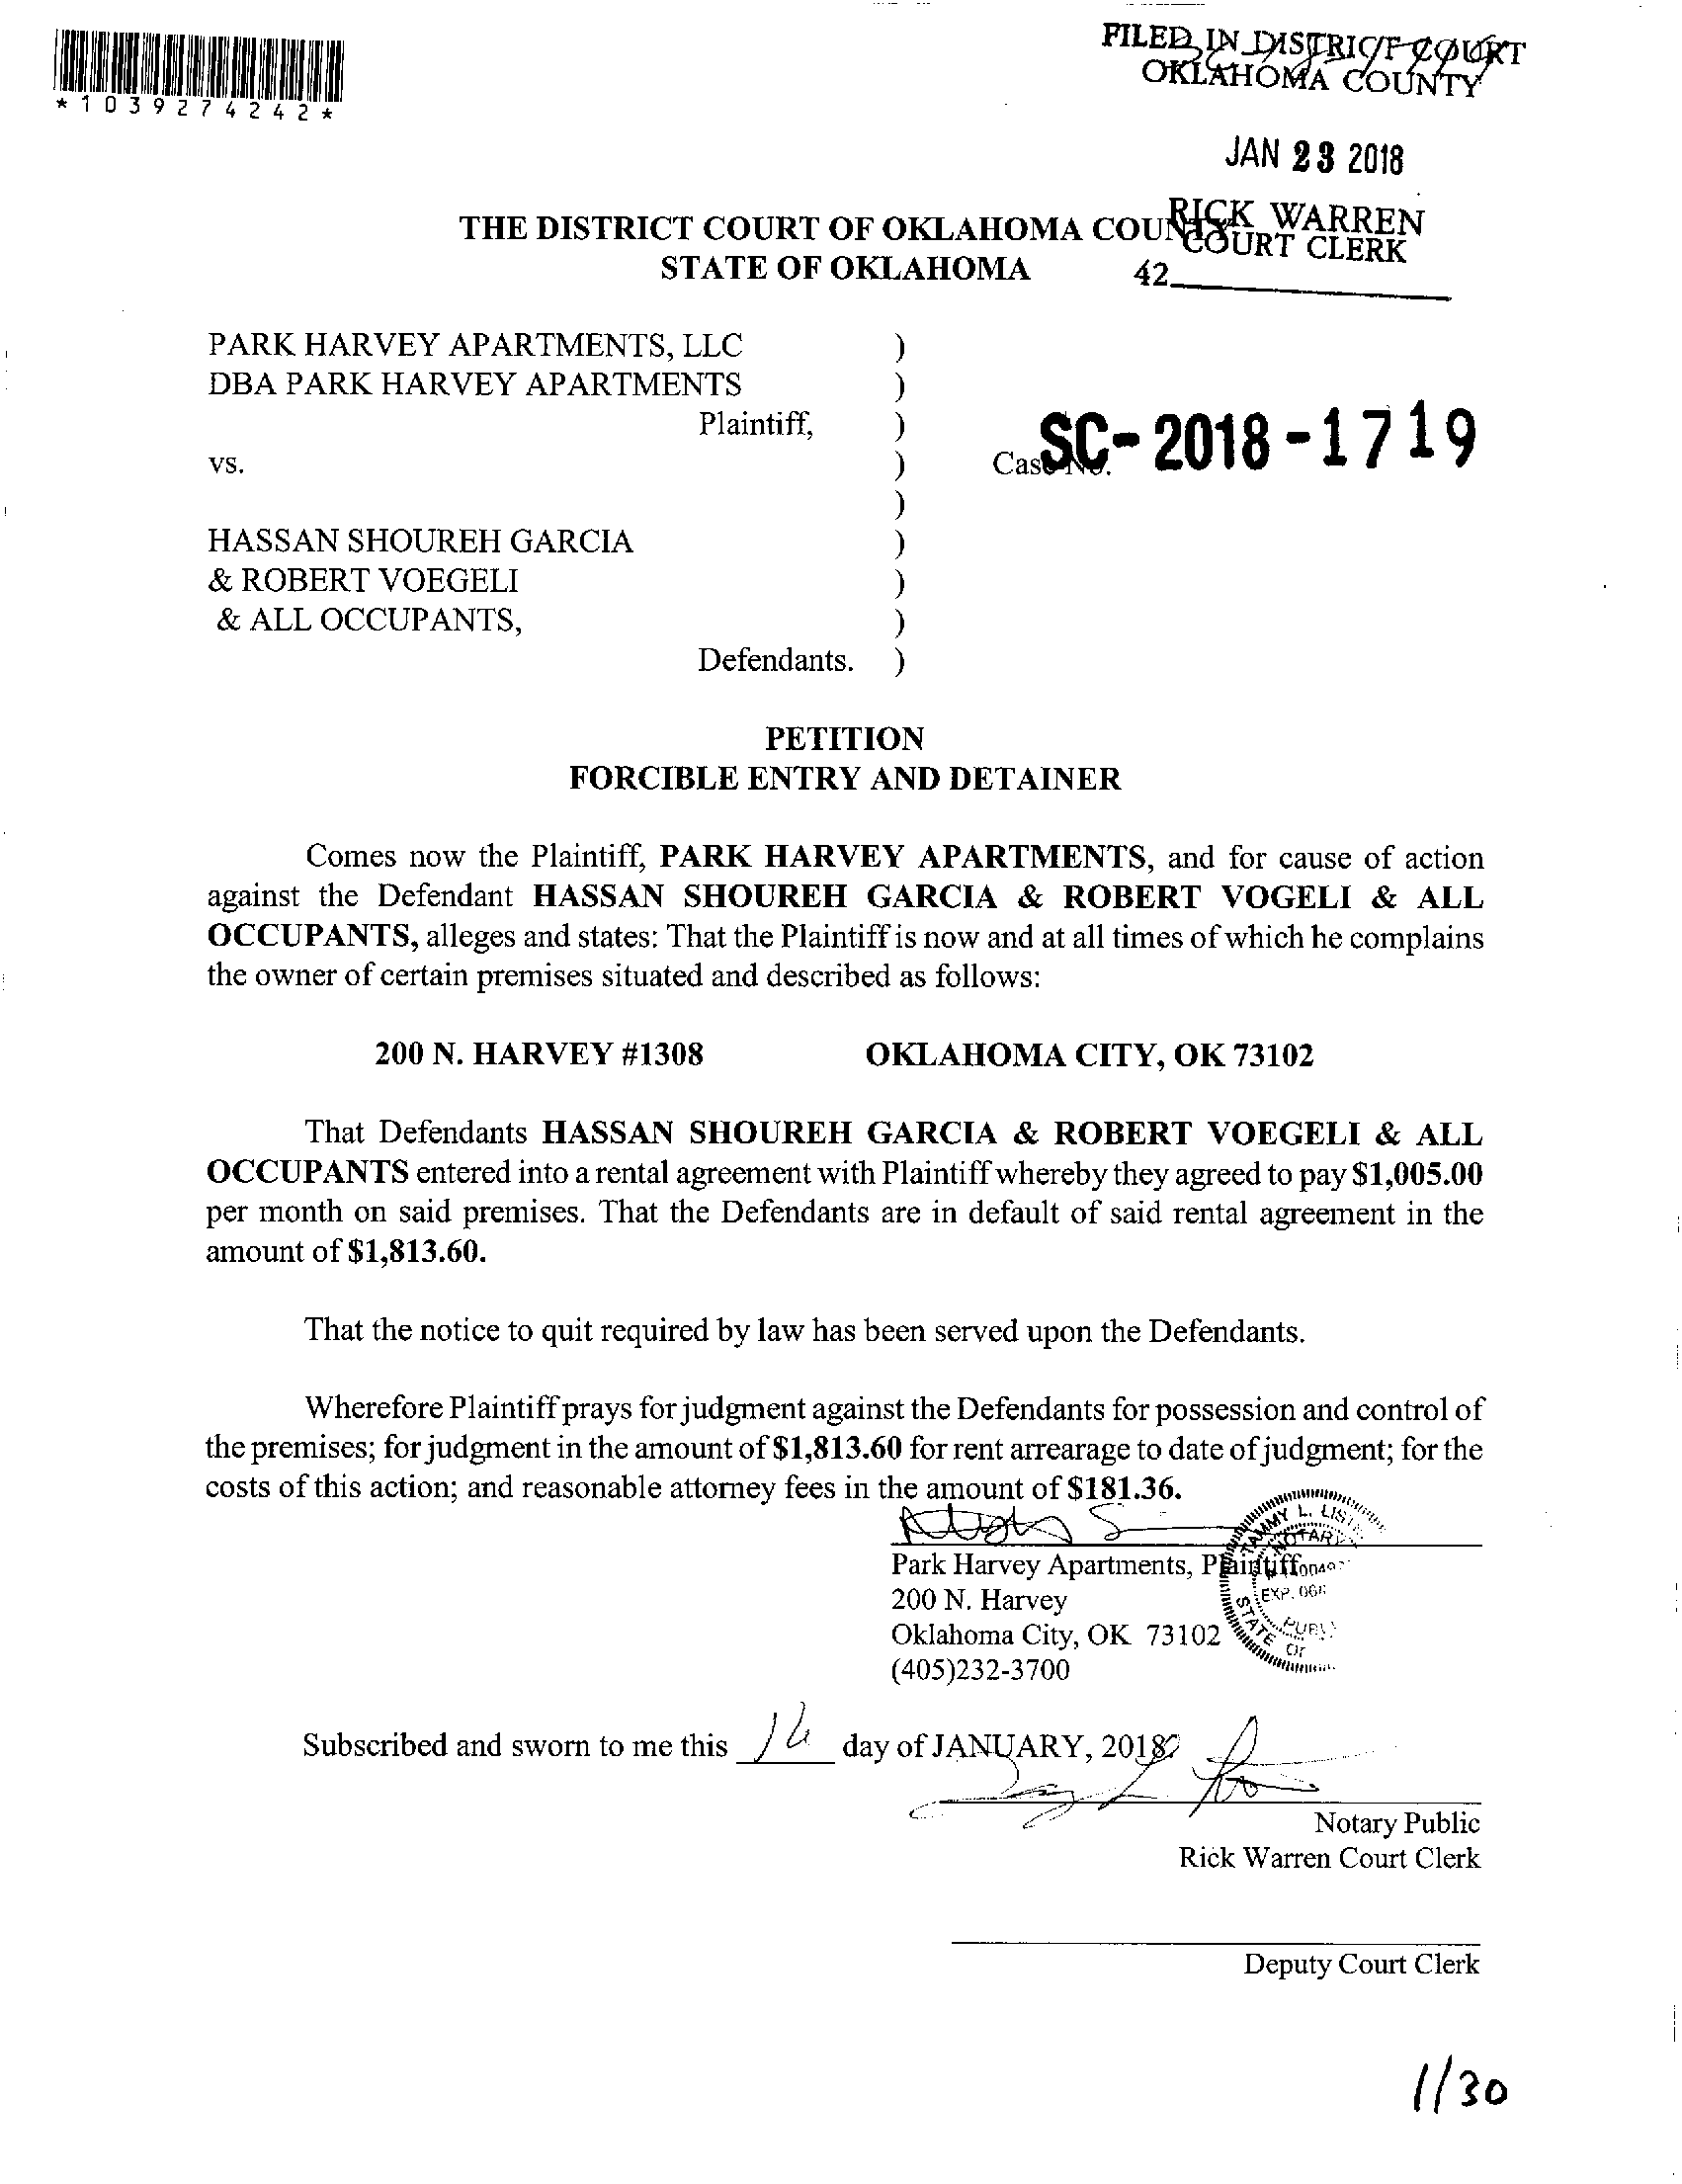 *1039274242*
FILED IN DISTRICT COURT
OKLAHOMA COUNTY
JAN 23 2018
RICK WARREN
COURT CLERK
42
THE DISTRICT COURT OF OKLAHOMA COUNTY
STATE OF OKLAHOMA
PARK HARVEY APARTMENTS, LLC )
DBA PARK HARVEY APARTMENTS )
Plaintiff, )
vs. ) Case No. SC-2018-1719
)
HASSAN SHOUREH GARCIA )
& ROBERT VOEGELI )
& ALL OCCUPANTS, )
Defendants. )
PETITION
FORCIBLE ENTRY AND DETAINER
Comes now the Plaintiff, PARK HARVEY APARTMENTS, and for cause of action
against the Defendant HASSAN SHOUREH GARCIA & ROBERT VOGELI & ALL
OCCUPANTS, alleges and states: That the Plaintiff is now and at all times of which he complains
the owner of certain premises situated and described as follows:
200 N. HARVEY #1308 OKLAHOMA CITY, OK 73102
That Defendants HASSAN SHOUREH GARCIA & ROBERT VOEGELI & ALL
OCCUPANTS entered into a rental agreement with Plaintiff whereby they agreed to pay $1,005.00
per month on said premises. That the Defendants are in default of said rental agreement in the
amount of $1,813.60.
That the notice to quit required by law has been served upon the Defendants.
Wherefore Plaintiff prays for judgment against the Defendants for possession and control of
the premises; for judgment in the amount of $1,813.60 for rent arrearage to date of judgment; for the
costs of this action; and reasonable attorney fees in the amount of $181.36.
Park Harvey Apartments, Plaintiff
200 N. Harvey
Oklahoma City, OK 73102
(405)232-3700
TAMMY L.
STATE OF
EXP.
Subscribed and sworn to me this day of JANUARY, 2018
Notary Public
Rick Warren Court Clerk
Deputy Court Clerk
1/30